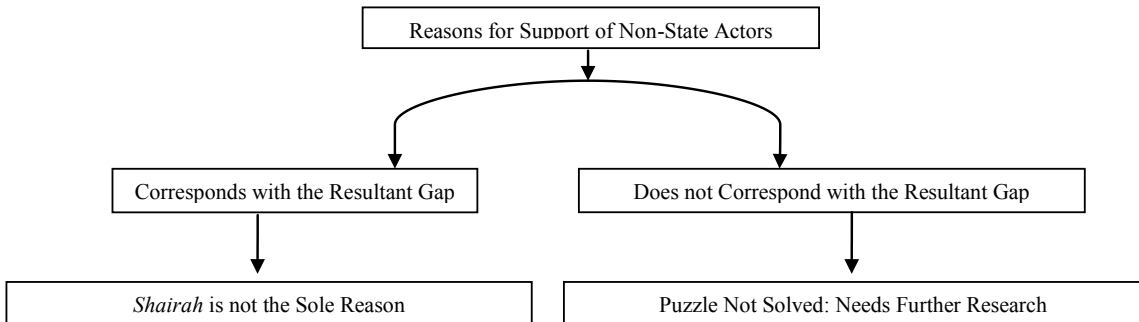 Reasons for Support of Non-State Actors
Corresponds with the Resultant Gap
Does not Correspond with the Resultant Gap
Shairah is not the Sole Reason
Puzzle Not Solved: Needs Further Research